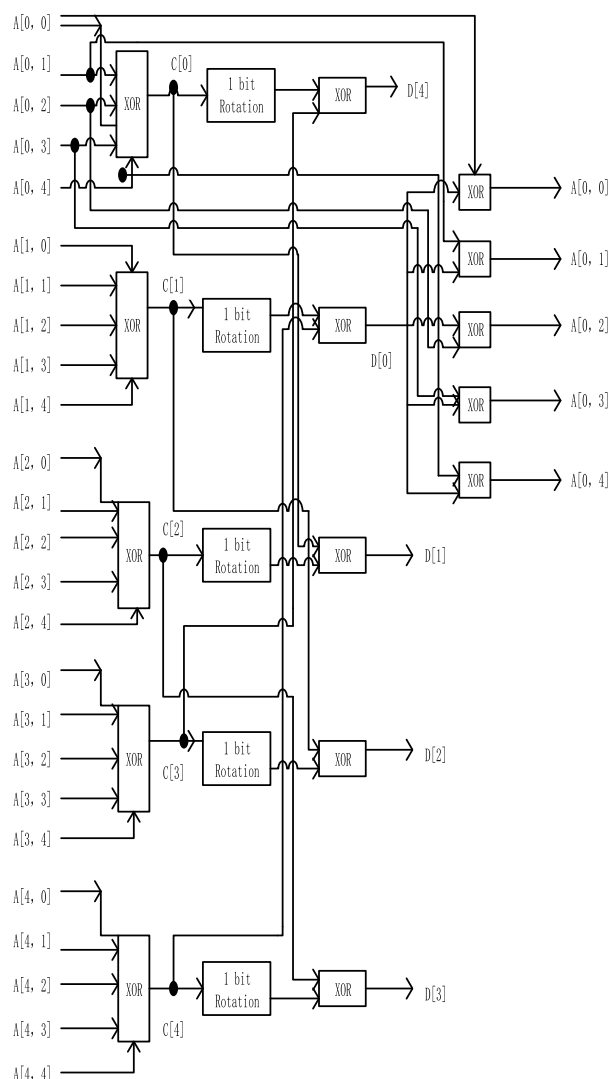 A[0, 0]
A[0, 1]
A[0, 2]
A[0, 3]
A[0, 4]
XOR
C[0]
1 bit
Rotation
XOR
D[4]
XOR
A[0, 0]
XOR
A[0, 1]
XOR
A[0, 2]
XOR
A[0, 3]
XOR
A[0, 4]
A[1, 0]
A[1, 1]
A[1, 2]
A[1, 3]
A[1, 4]
XOR
C[1]
1 bit
Rotation
XOR
D[0]
A[2, 0]
A[2, 1]
A[2, 2]
A[2, 3]
A[2, 4]
XOR
C[2]
1 bit
Rotation
XOR
D[1]
A[3, 0]
A[3, 1]
A[3, 2]
A[3, 3]
A[3, 4]
XOR
C[3]
1 bit
Rotation
XOR
D[2]
A[4, 0]
A[4, 1]
A[4, 2]
A[4, 3]
A[4, 4]
XOR
C[4]
1 bit
Rotation
XOR
D[3]